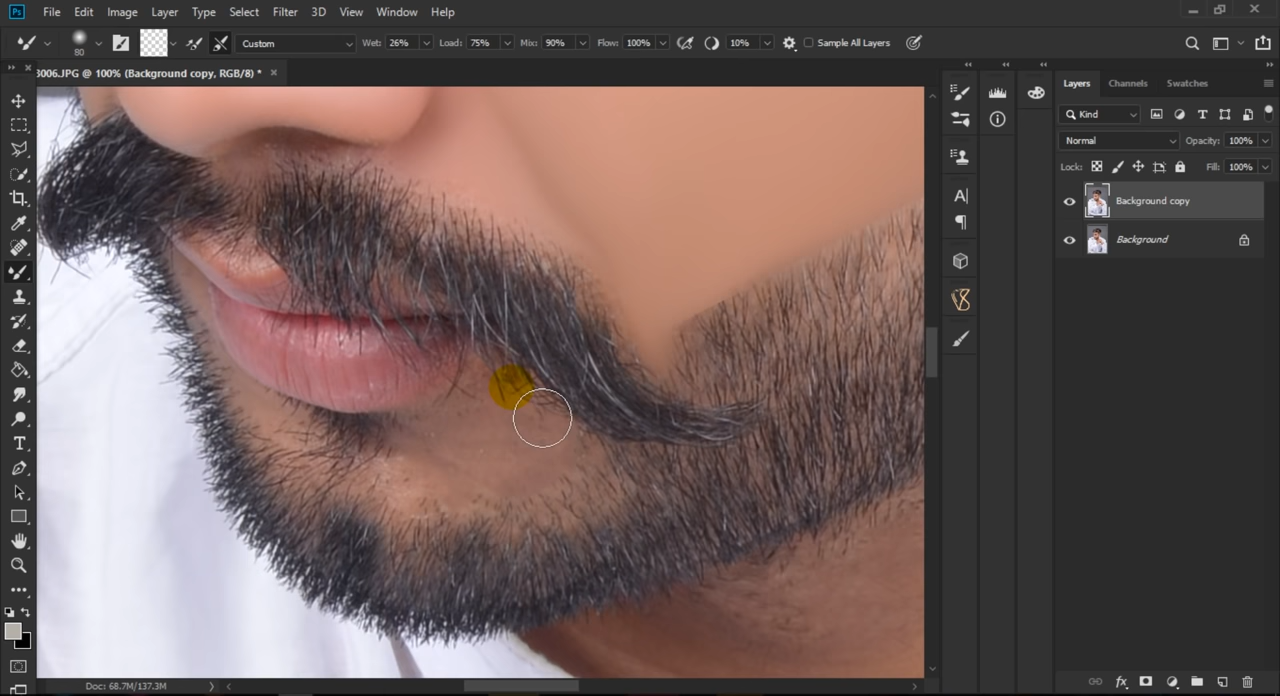 Ps File Edit Image Layer Type Select Filter 3D View Window Help
80 Custom Wet: 26% Load: 75% Mix: 90% Flow: 100% 10% Sample All Layers
3006.JPG @ 100% (Background copy, RGB/8) * ×
Layers Channels Swatches
Kind
Normal Opacity: 100%
Lock: Fill: 100%
Background copy
Background
Doc: 68.7M/137.3M